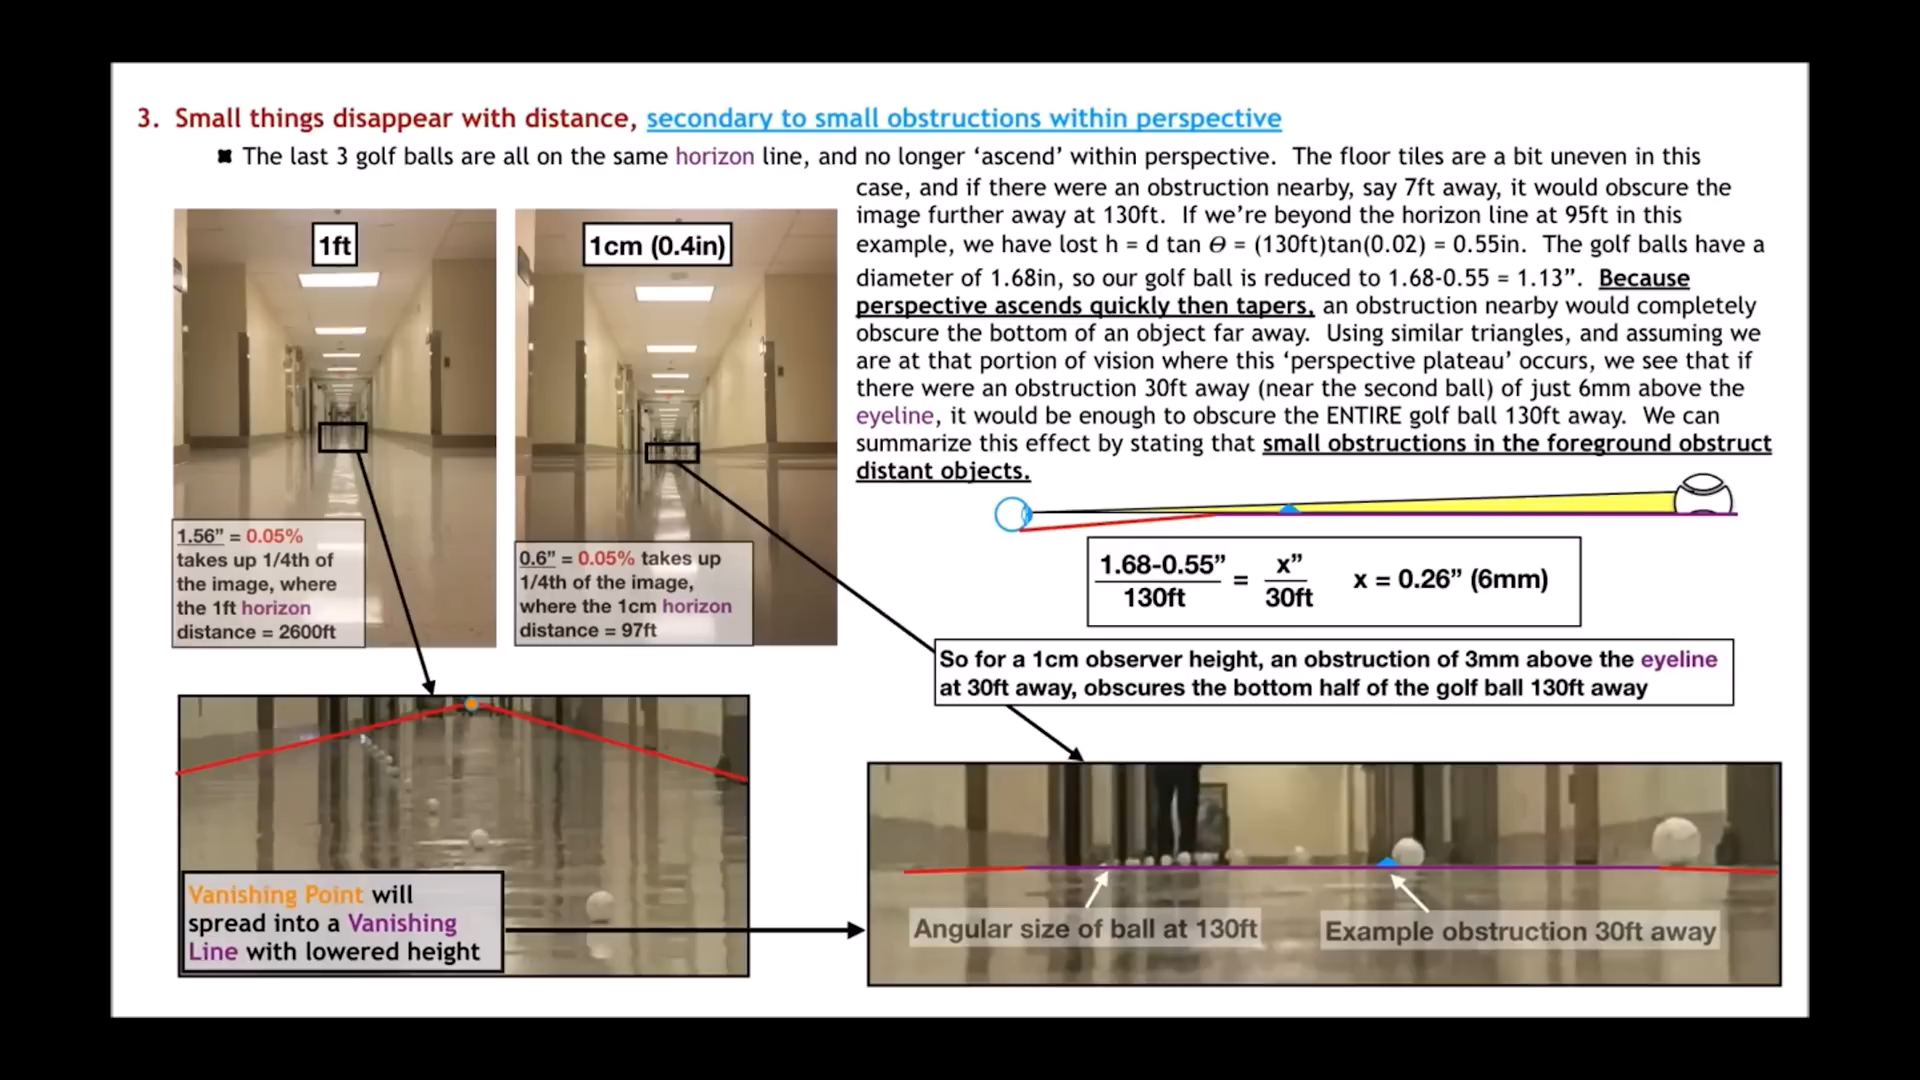 3. Small things disappear with distance, secondary to small obstructions within perspective
The last 3 golf balls are all on the same horizon line, and no longer ‘ascend’ within perspective. The floor tiles are a bit uneven in this
case, and if there were an obstruction nearby, say 7ft away, it would obscure the
image further away at 130ft. If we’re beyond the horizon line at 95ft in this
example, we have lost h = d tan Θ = (130ft)tan(0.02) = 0.55in. The golf balls have a
diameter of 1.68in, so our golf ball is reduced to 1.68-0.55 = 1.13”. Because
perspective ascends quickly then tapers, an obstruction nearby would completely
obscure the bottom of an object far away. Using similar triangles, and assuming we
are at that portion of vision where this ‘perspective plateau’ occurs, we see that if
there were an obstruction 30ft away (near the second ball) of just 6mm above the
eyeline, it would be enough to obscure the ENTIRE golf ball 130ft away. We can
summarize this effect by stating that small obstructions in the foreground obstruct
distant objects.
1ft
1cm (0.4in)
1.56” = 0.05%
takes up 1/4th of
the image, where
the 1ft horizon
distance = 2600ft
0.6” = 0.05% takes up
1/4th of the image,
where the 1cm horizon
distance = 97ft
1.68-0.55” = x” x = 0.26” (6mm)
130ft 30ft
So for a 1cm observer height, an obstruction of 3mm above the eyeline
at 30ft away, obscures the bottom half of the golf ball 130ft away
Vanishing Point will
spread into a Vanishing
Line with lowered height
Angular size of ball at 130ft
Example obstruction 30ft away